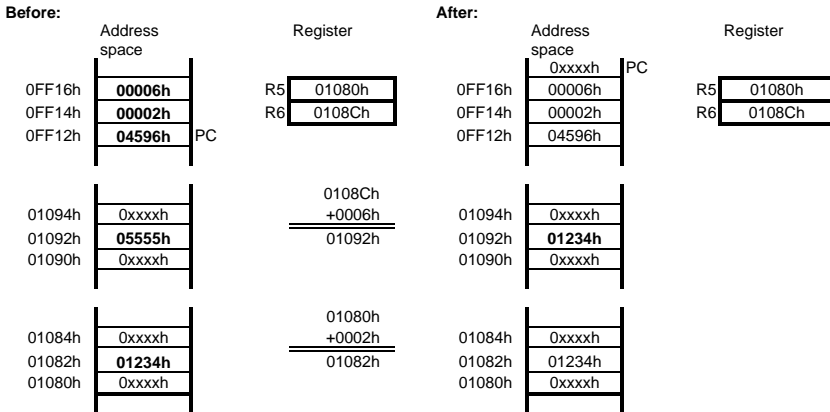 Before: After:
Address Register Address Register
space space
0xxxxh PC
0FF16h 00006h R5 01080h 0FF16h 00006h R5 01080h
0FF14h 00002h R6 0108Ch 0FF14h 00002h R6 0108Ch
0FF12h 04596h PC 0FF12h 04596h
0108Ch
01094h 0xxxxh +0006h 01094h 0xxxxh
01092h 05555h 01092h 01092h 01234h
01090h 0xxxxh 01090h 0xxxxh
01080h
01084h 0xxxxh +0002h 01084h 0xxxxh
01082h 01234h 01082h 01082h 01234h
01080h 0xxxxh 01080h 0xxxxh